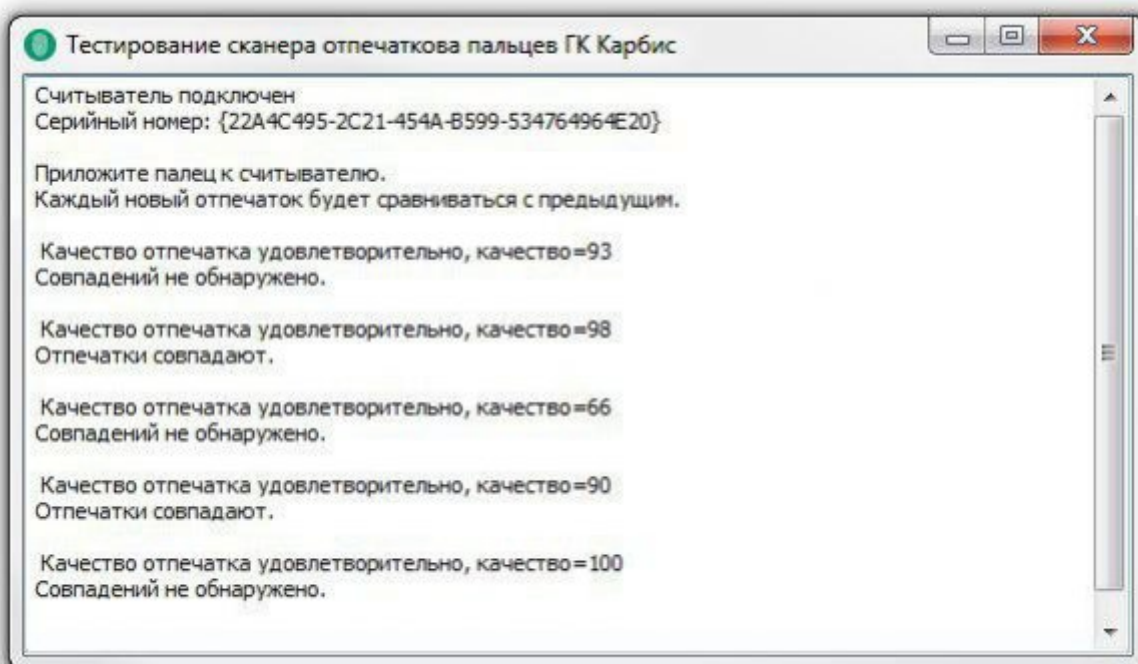 Тестирование сканера отпечаткова пальцев ГК Карбис
Считыватель подключен
Серийный номер: {22A4C495-2C21-454A-B599-534764964E20}
Приложите палец к считывателю.
Каждый новый отпечаток будет сравниваться с предыдущим.
Качество отпечатка удовлетворительно, качество=93
Совпадений не обнаружено.
Качество отпечатка удовлетворительно, качество=98
Отпечатки совпадают.
Качество отпечатка удовлетворительно, качество=66
Совпадений не обнаружено.
Качество отпечатка удовлетворительно, качество=90
Отпечатки совпадают.
Качество отпечатка удовлетворительно, качество=100
Совпадений не обнаружено.